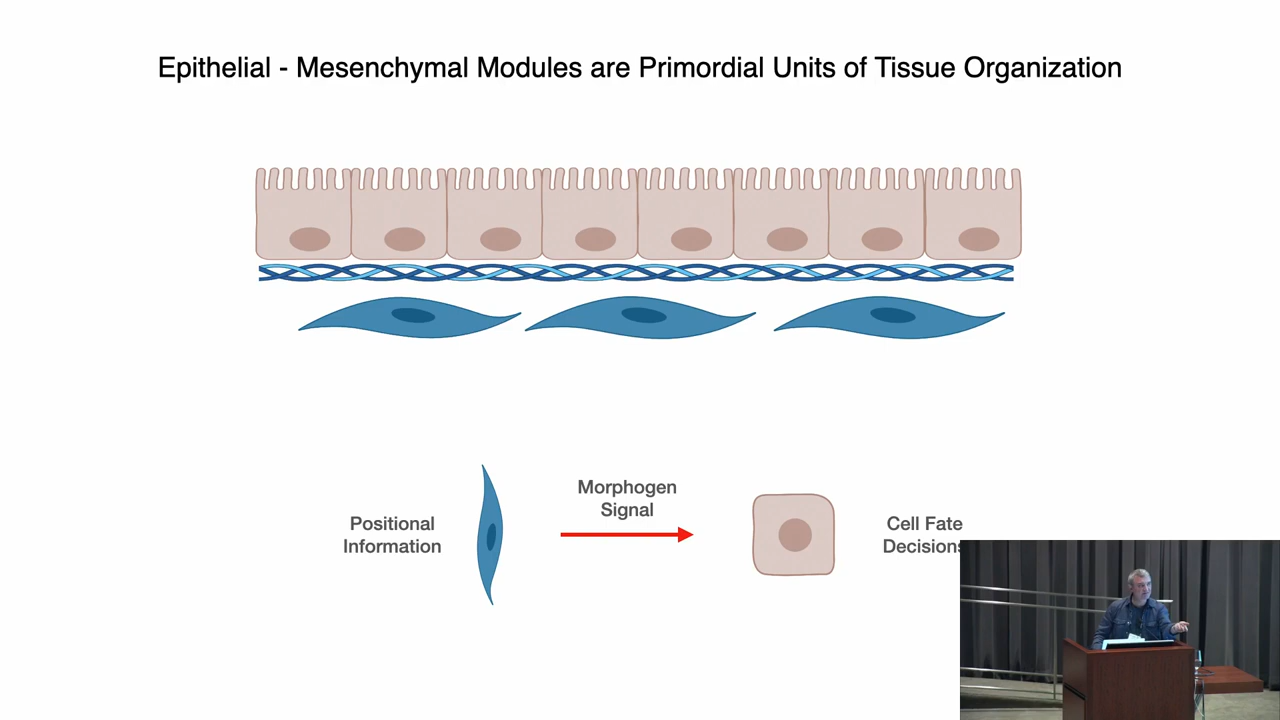 Epithelial - Mesenchymal Modules are Primordial Units of Tissue Organization
Morphogen
Signal
Positional
Information
Cell Fate
Decisions